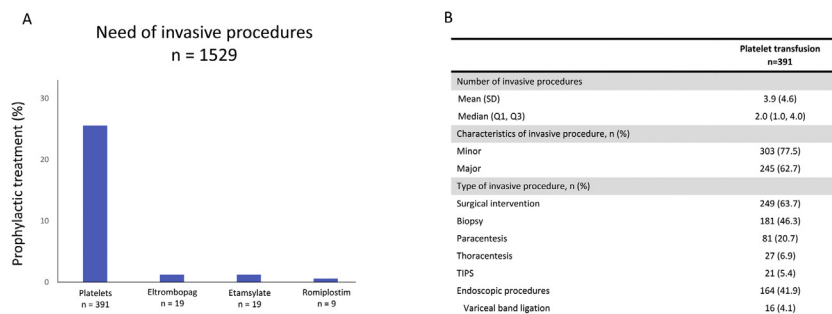 A
Need of invasive procedures
n = 1529
Prophylactic treatment (%)
30
20
10
0
Platelets
n = 391
Eltrombopag
n = 19
Etamsylate
n = 19
Romiplostim
n = 9
B
Platelet transfusion
n=391
Number of invasive procedures
Mean (SD) 3.9 (4.6)
Median (Q1, Q3) 2.0 (1.0, 4.0)
Characteristics of invasive procedure, n (%)
Minor 303 (77.5)
Major 245 (62.7)
Type of invasive procedure, n (%)
Surgical intervention 249 (63.7)
Biopsy 181 (46.3)
Paracentesis 81 (20.7)
Thoracentesis 27 (6.9)
TIPS 21 (5.4)
Endoscopic procedures 164 (41.9)
Variceal band ligation 16 (4.1)